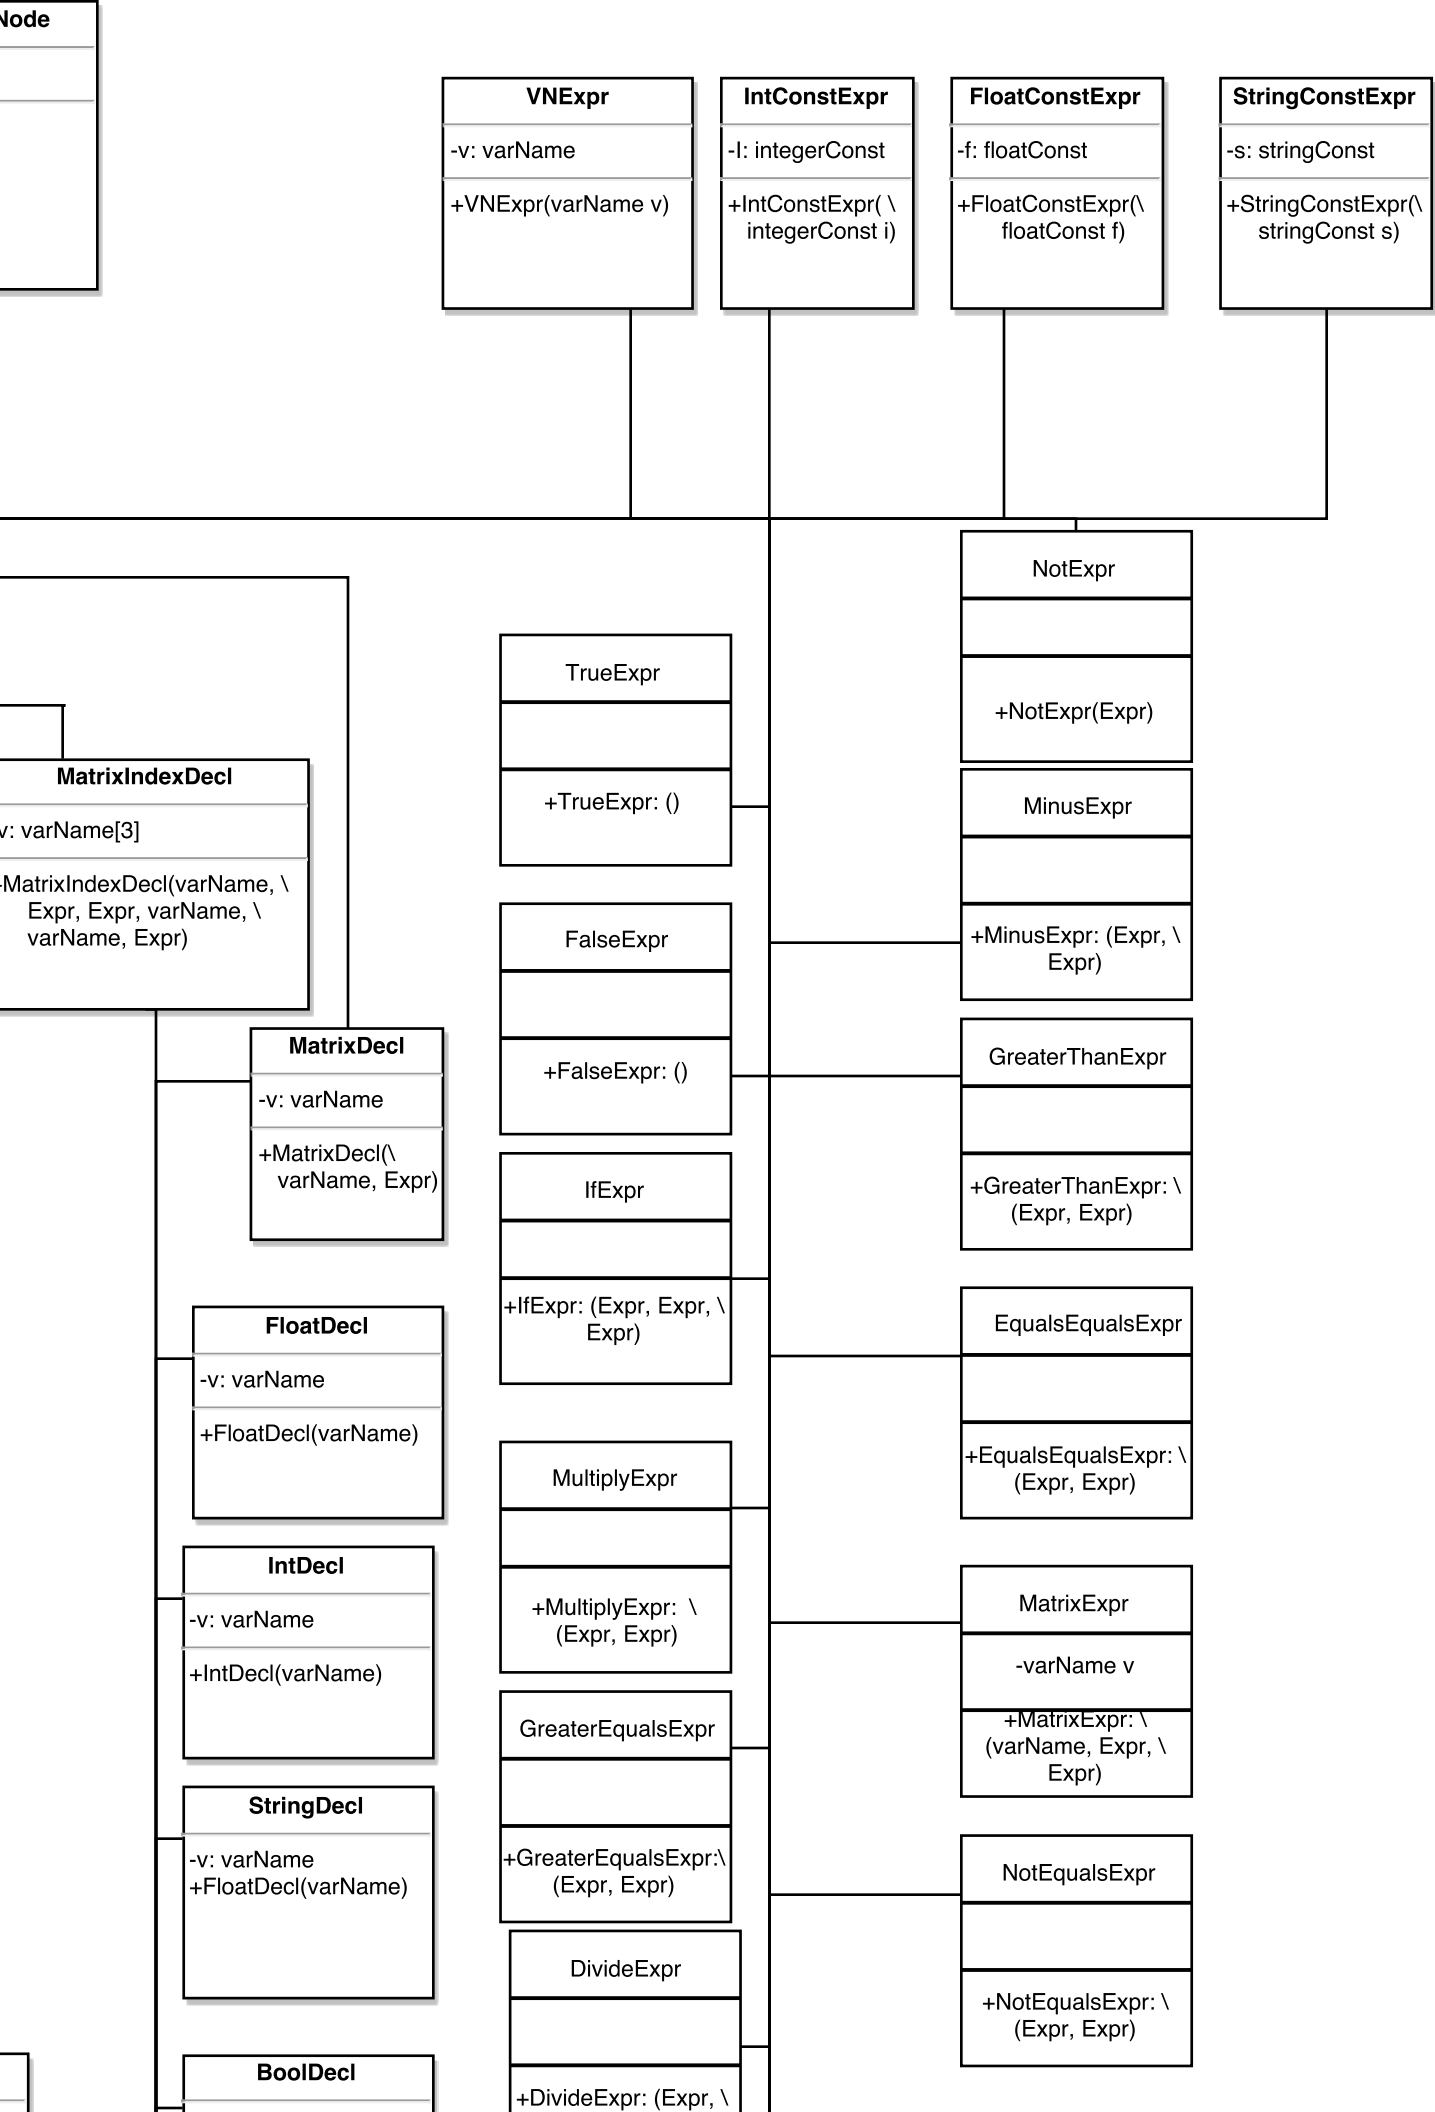 Node
VNExpr
-v: varName
+VNExpr(varName v)
IntConstExpr
-I: integerConst
+IntConstExpr( \
integerConst i)
FloatConstExpr
-f: floatConst
+FloatConstExpr(\
floatConst f)
StringConstExpr
-s: stringConst
+StringConstExpr(\
stringConst s)
NotExpr
+NotExpr(Expr)
TrueExpr
+TrueExpr: ()
MatrixIndexDecl
v: varName[3]
+MatrixIndexDecl(varName, \
Expr, Expr, varName, \
varName, Expr)
MinusExpr
+MinusExpr: (Expr, \
Expr)
FalseExpr
+FalseExpr: ()
MatrixDecl
-v: varName
+MatrixDecl(\
varName, Expr)
GreaterThanExpr
+GreaterThanExpr: \
(Expr, Expr)
IfExpr
+IfExpr: (Expr, Expr, \
Expr)
FloatDecl
-v: varName
+FloatDecl(varName)
EqualsEqualsExpr
+EqualsEqualsExpr: \
(Expr, Expr)
MultiplyExpr
+MultiplyExpr: \
(Expr, Expr)
IntDecl
-v: varName
+IntDecl(varName)
MatrixExpr
-varName v
+MatrixExpr: \
(varName, Expr, \
Expr)
GreaterEqualsExpr
+GreaterEqualsExpr:\
(Expr, Expr)
StringDecl
-v: varName
+FloatDecl(varName)
NotEqualsExpr
+NotEqualsExpr: \
(Expr, Expr)
DivideExpr
+DivideExpr: (Expr, \
BoolDecl